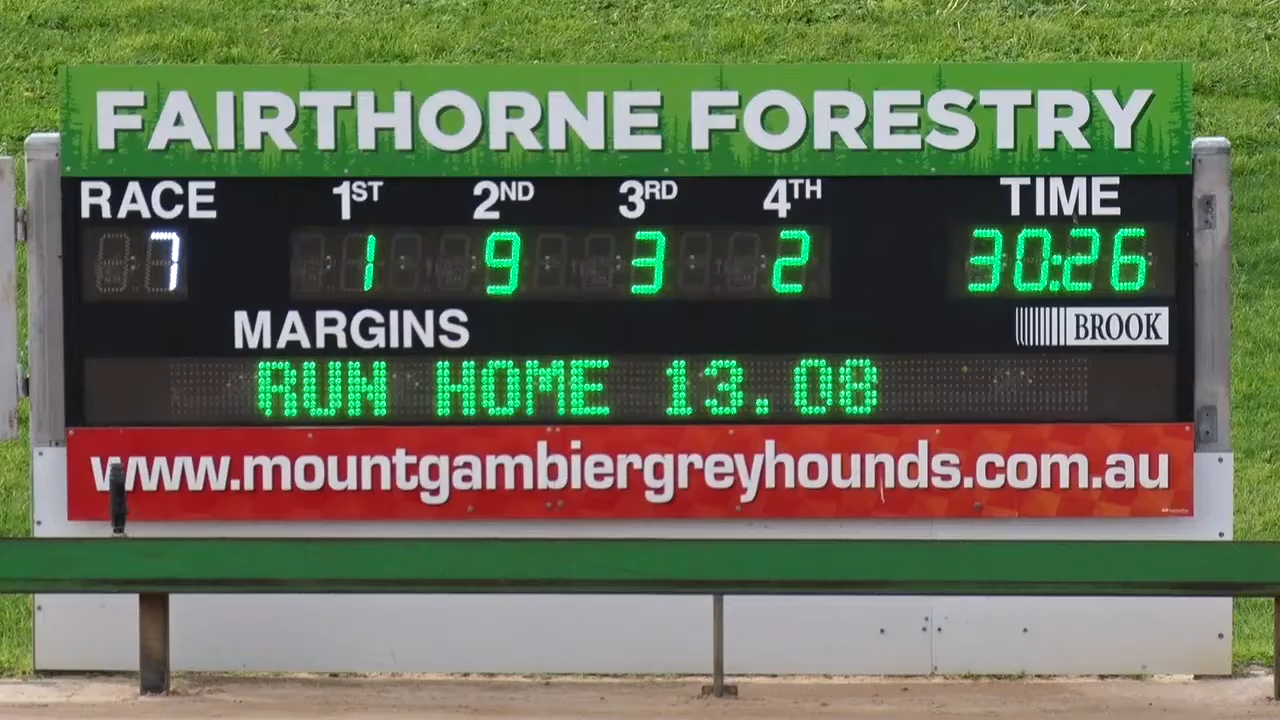 FAIRTHORNE FORESTRY
RACE 1ST 2ND 3RD 4TH TIME
7 1 9 3 2 30:26
MARGINS BROOK
RUN HOME 13.08
www.mountgambiergreyhounds.com.au